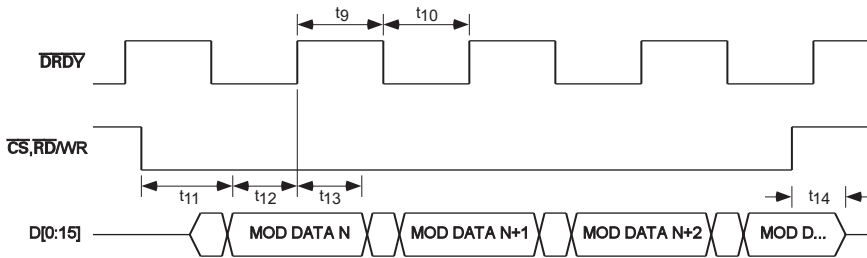 t9 t10
DRDY
CS,RD/WR
t11 t12 t13 t14
D[0:15] MOD DATA N MOD DATA N+1 MOD DATA N+2 MOD D...